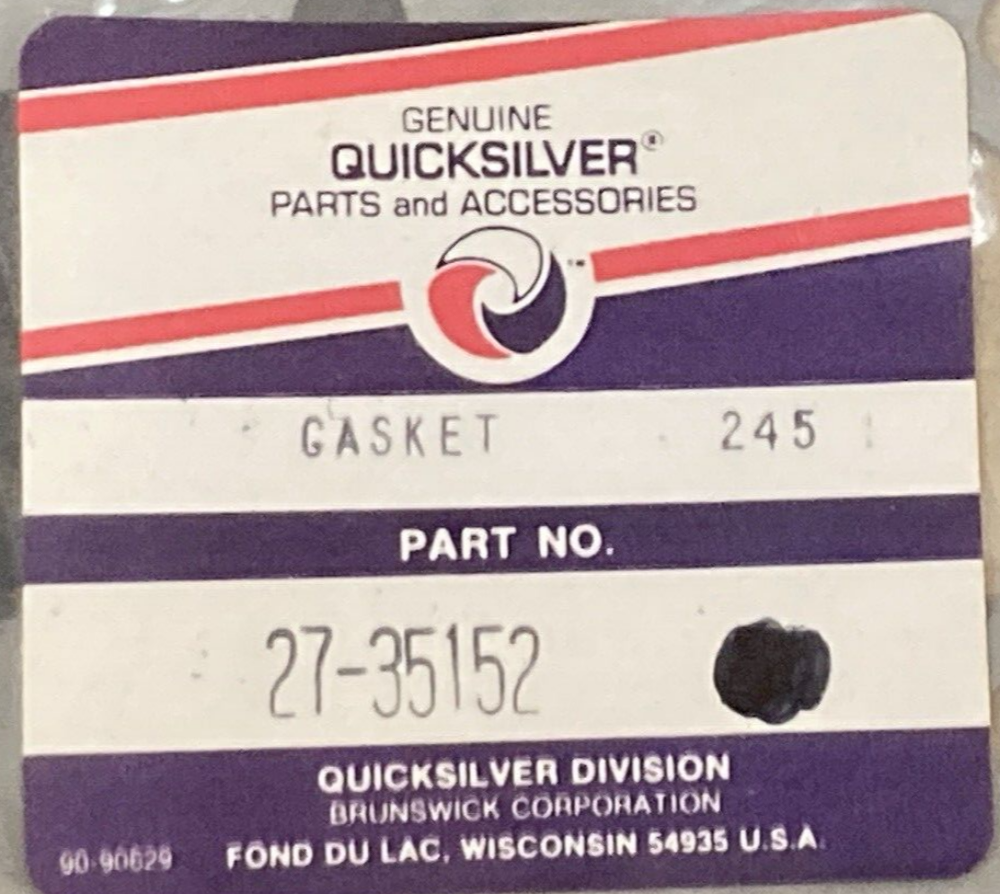 GENUINE
QUICKSILVER®
PARTS and ACCESSORIES
™
GASKET 245
PART NO.
27-35152
QUICKSILVER DIVISION
BRUNSWICK CORPORATION
FOND DU LAC, WISCONSIN 54935 U.S.A.
90-90629